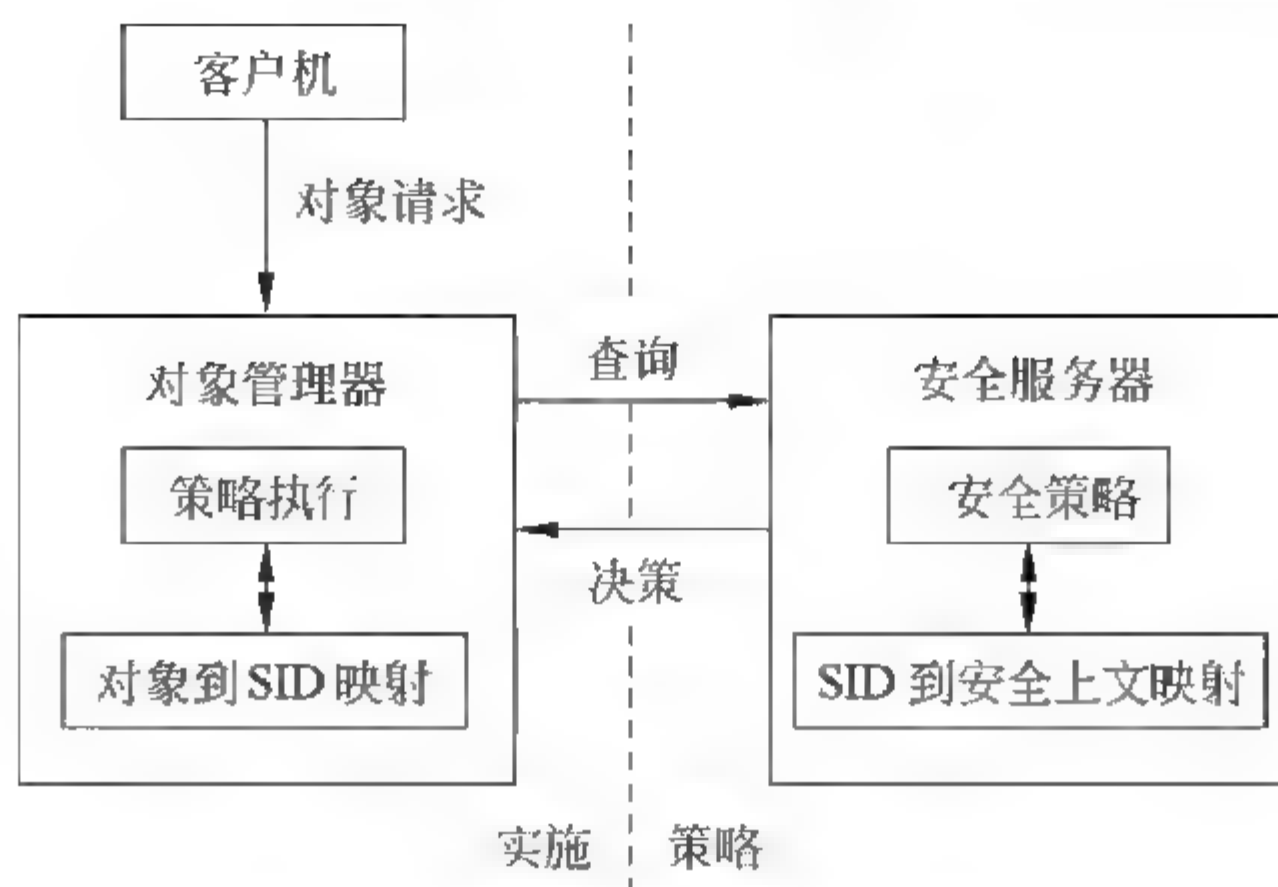 客户机
对象请求
对象管理器
查询
安全服务器
策略执行
安全策略
决策
对象到SID映射
SID到安全上文映射
实施
策略